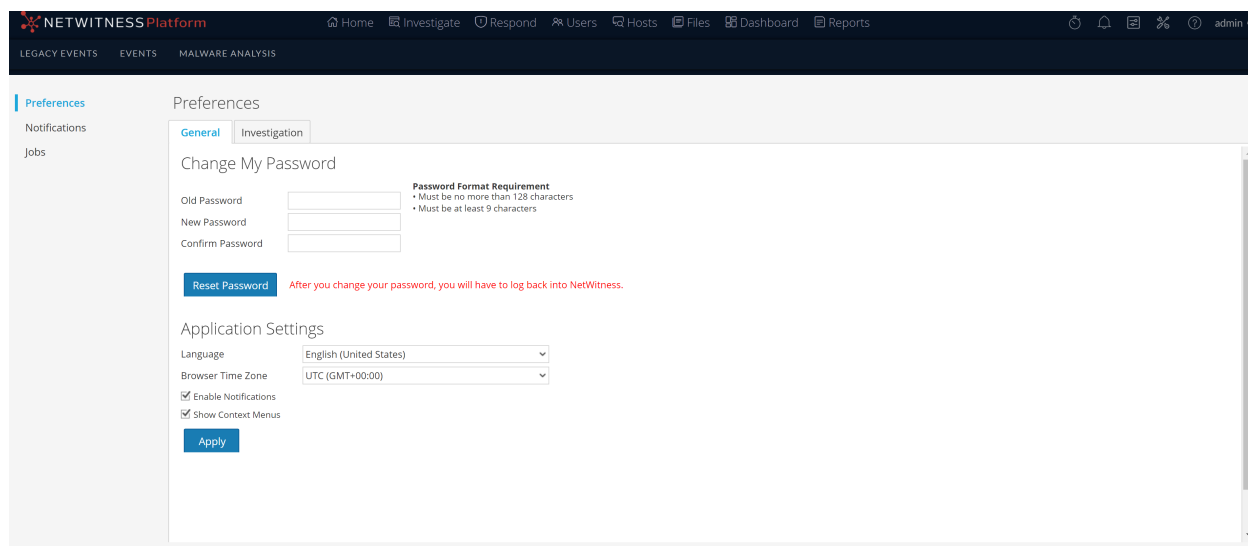 NETWITNESS Platform
Home Investigate Respond Users Hosts Files Dashboard Reports
admin
LEGACY EVENTS EVENTS MALWARE ANALYSIS
Preferences
Notifications
Jobs
Preferences
General Investigation
Change My Password
Old Password
New Password
Confirm Password
Password Format Requirement
• Must be no more than 128 characters
• Must be at least 9 characters
Reset Password After you change your password, you will have to log back into NetWitness.
Application Settings
Language English (United States)
Browser Time Zone UTC (GMT+00:00)
Enable Notifications
Show Context Menus
Apply